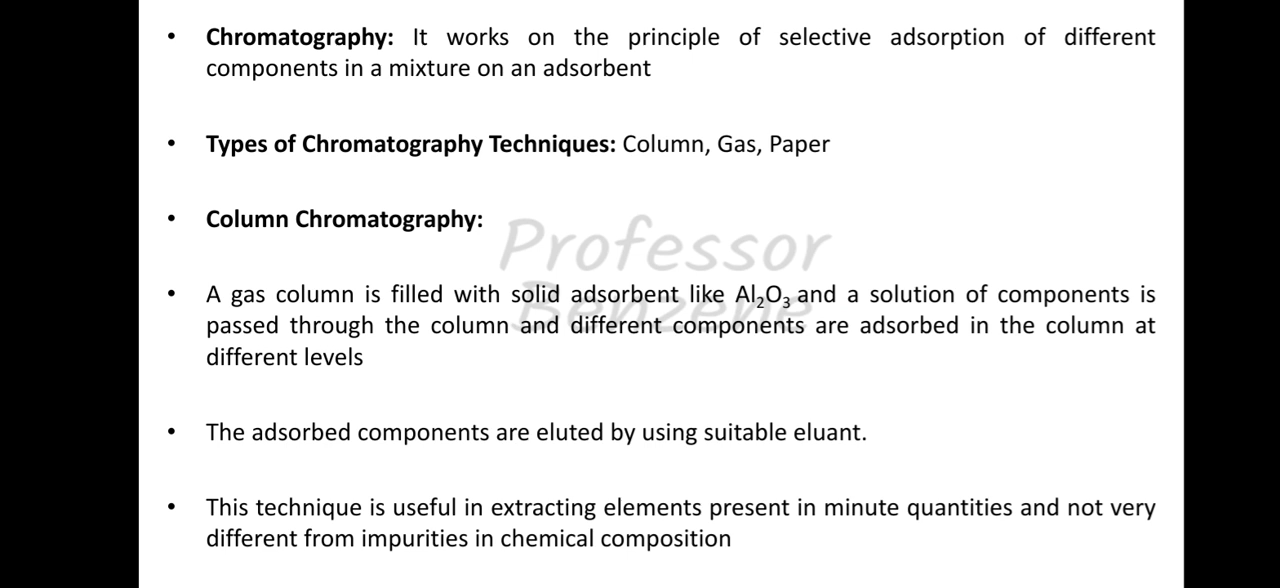 • Chromatography: It works on the principle of selective adsorption of different
components in a mixture on an adsorbent
• Types of Chromatography Techniques: Column, Gas, Paper
• Column Chromatography:
Professor
Benzene
• A gas column is filled with solid adsorbent like Al₂O₃ and a solution of components is
passed through the column and different components are adsorbed in the column at
different levels
• The adsorbed components are eluted by using suitable eluant.
• This technique is useful in extracting elements present in minute quantities and not very
different from impurities in chemical composition